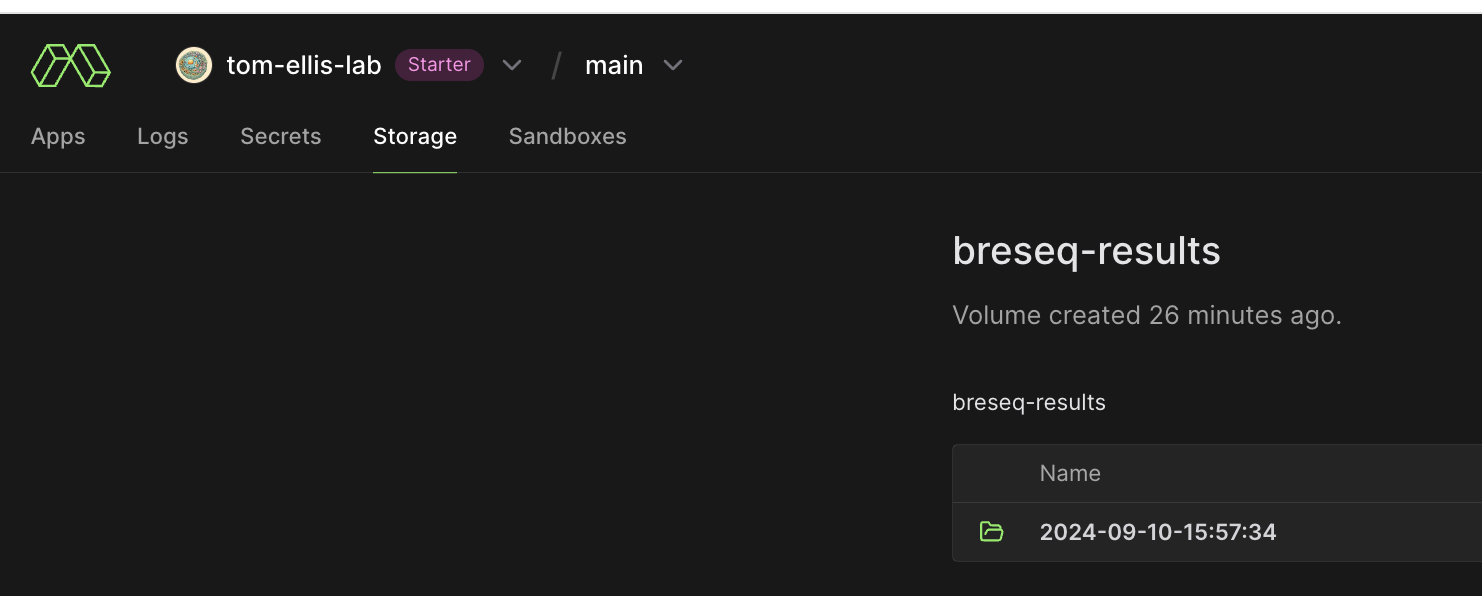 tom-ellis-lab Starter / main
Apps Logs Secrets Storage Sandboxes
breseq-results
Volume created 26 minutes ago.
breseq-results
Name
2024-09-10-15:57:34